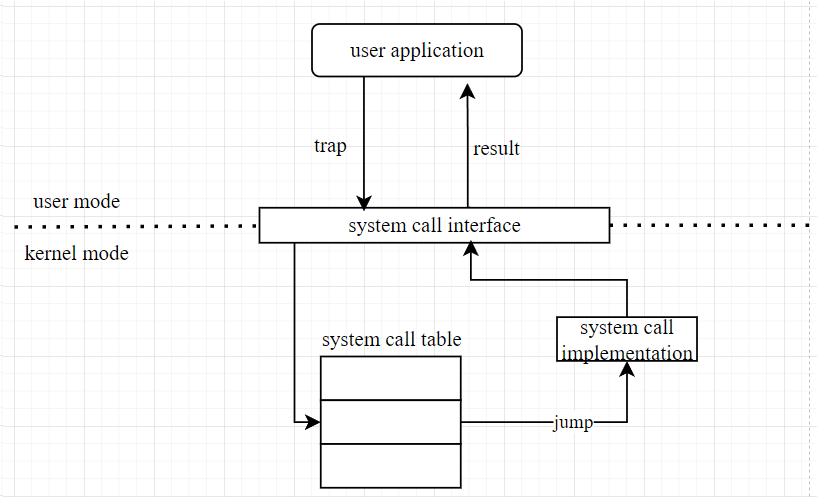 user application
trap
result
user mode
system call interface
kernel mode
system call table
system call
implementation
jump